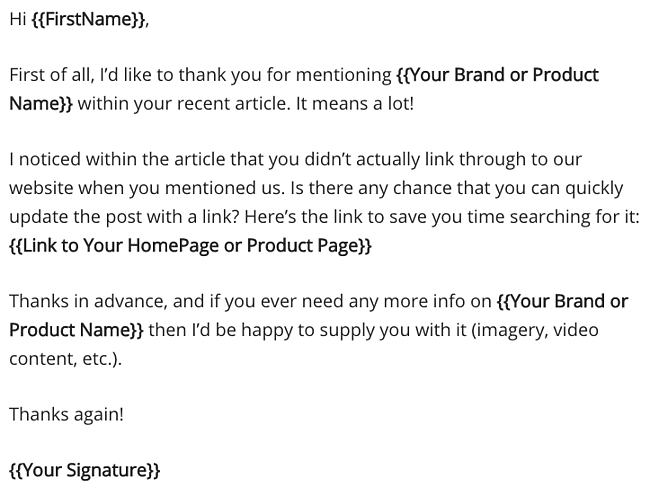 Hi {{FirstName}},
First of all, I’d like to thank you for mentioning {{Your Brand or Product
Name}} within your recent article. It means a lot!
I noticed within the article that you didn’t actually link through to our
website when you mentioned us. Is there any chance that you can quickly
update the post with a link? Here’s the link to save you time searching for it:
{{Link to Your HomePage or Product Page}}
Thanks in advance, and if you ever need any more info on {{Your Brand or
Product Name}} then I’d be happy to supply you with it (imagery, video
content, etc.).
Thanks again!
{{Your Signature}}